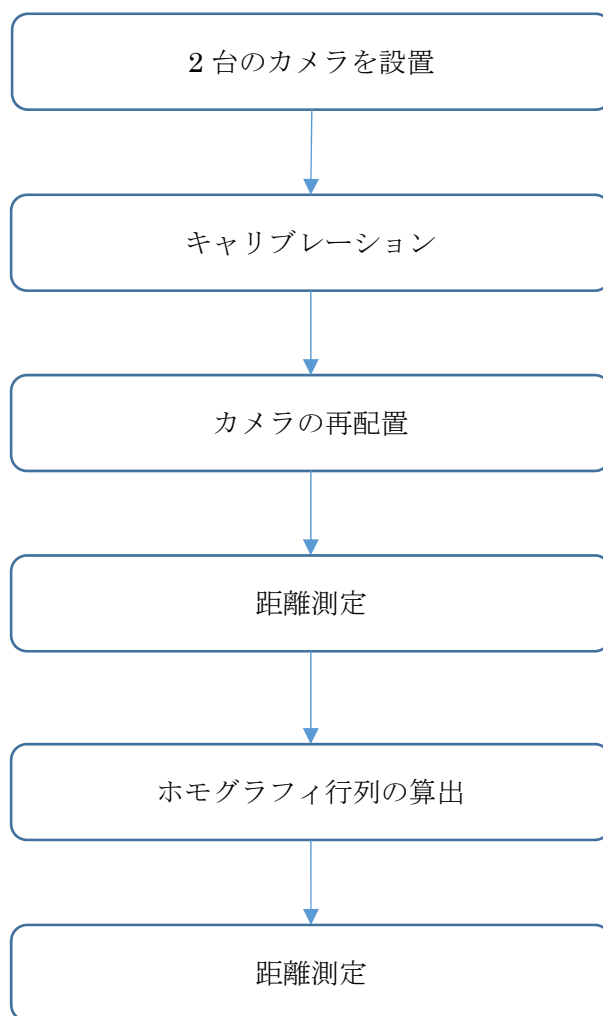 2 台のカメラを設置
キャリブレーション
カメラの再配置
距離測定
ホモグラフィ行列の算出
距離測定